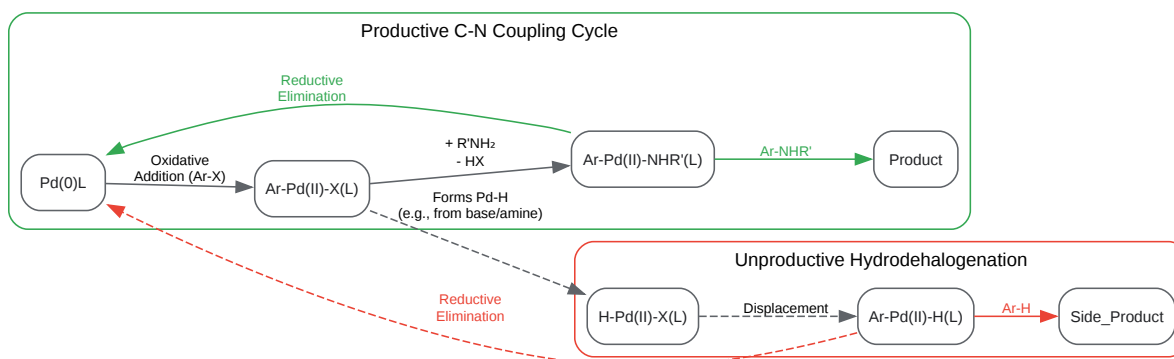 Productive C-N Coupling Cycle
Reductive
Elimination
Pd(0)L
Oxidative
Addition (Ar-X)
Ar-Pd(II)-X(L)
+ R'NH₂
- HX
Ar-Pd(II)-NHR'(L)
Ar-NHR'
Product
Forms Pd-H
(e.g., from base/amine)
Unproductive Hydrodehalogenation
Reductive
Elimination
H-Pd(II)-X(L)
Displacement
Ar-Pd(II)-H(L)
Ar-H
Side_Product